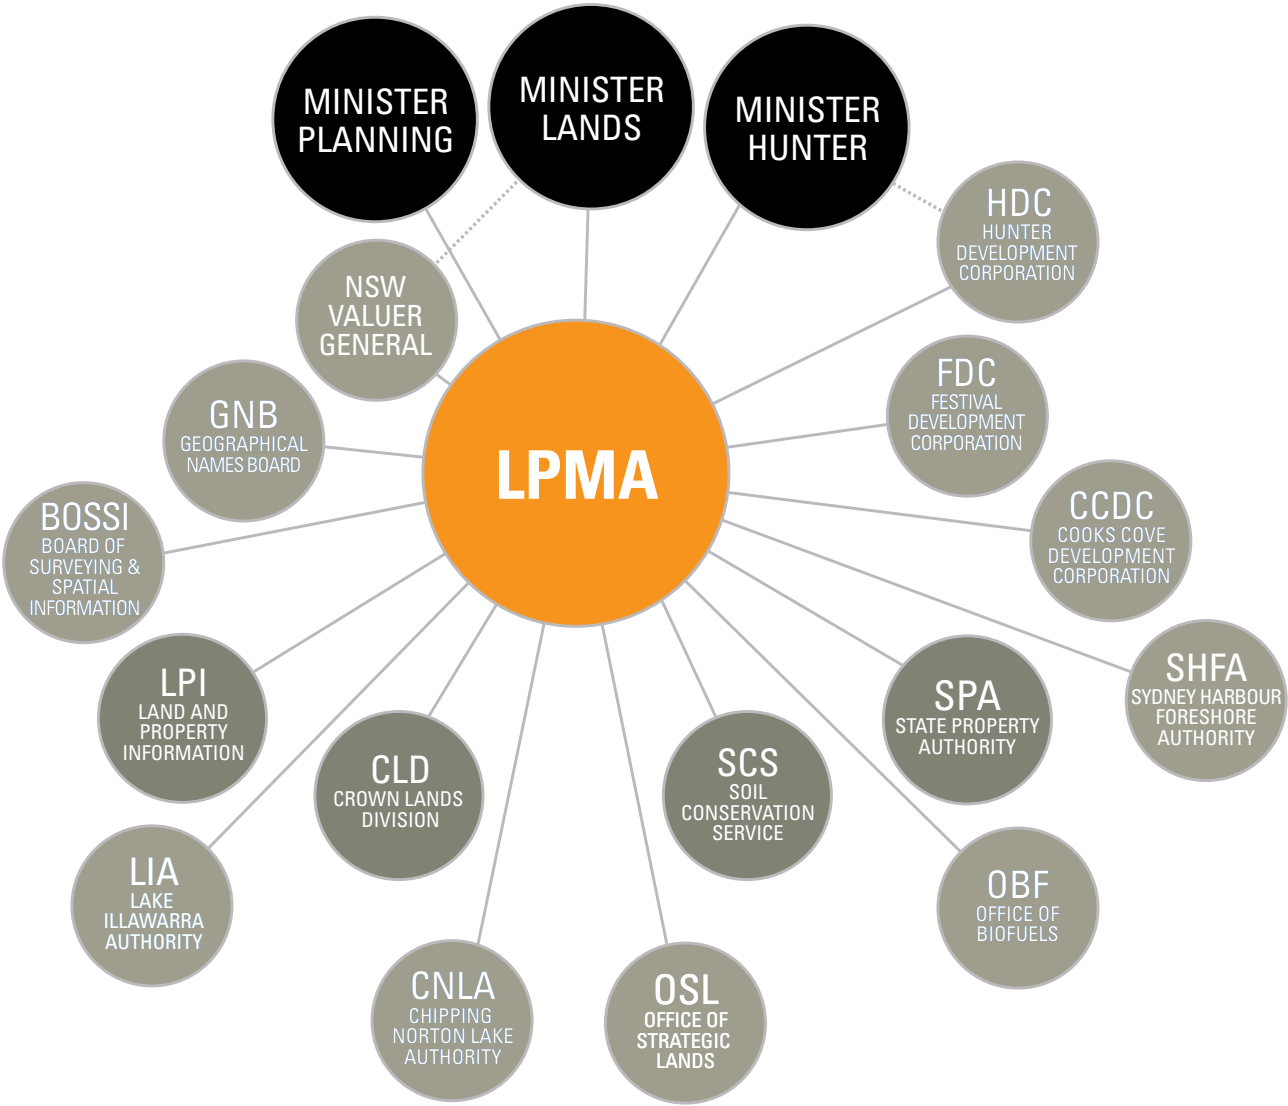 MINISTER
PLANNING
MINISTER
LANDS
MINISTER
HUNTER
HDC
HUNTER
DEVELOPMENT
CORPORATION
NSW
VALUER
GENERAL
FDC
FESTIVAL
DEVELOPMENT
CORPORATION
GNB
GEOGRAPHICAL
NAMES BOARD
LPMA
BOSSI
BOARD OF
SURVEYING &
SPATIAL
INFORMATION
CCDC
COOKS COVE
DEVELOPMENT
CORPORATION
LPI
LAND AND
PROPERTY
INFORMATION
SPA
STATE PROPERTY
AUTHORITY
SHFA
SYDNEY HARBOUR
FORESHORE
AUTHORITY
CLD
CROWN LANDS
DIVISION
SCS
SOIL
CONSERVATION
SERVICE
LIA
LAKE
ILLAWARRA
AUTHORITY
OBF
OFFICE OF
BIOFUELS
CNLA
CHIPPING
NORTON LAKE
AUTHORITY
OSL
OFFICE OF
STRATEGIC
LANDS